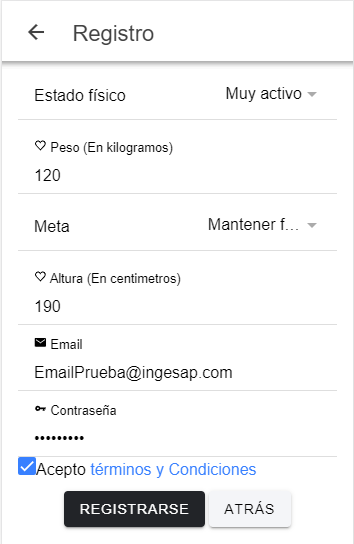 Registro
Estado físico Muy activo
Peso (En kilogramos)
120
Meta Mantener f...
Altura (En centimetros)
190
Email
EmailPrueba@ingesap.com
Contraseña
•••••••••
Acepto términos y Condiciones
REGISTRARSE ATRÁS